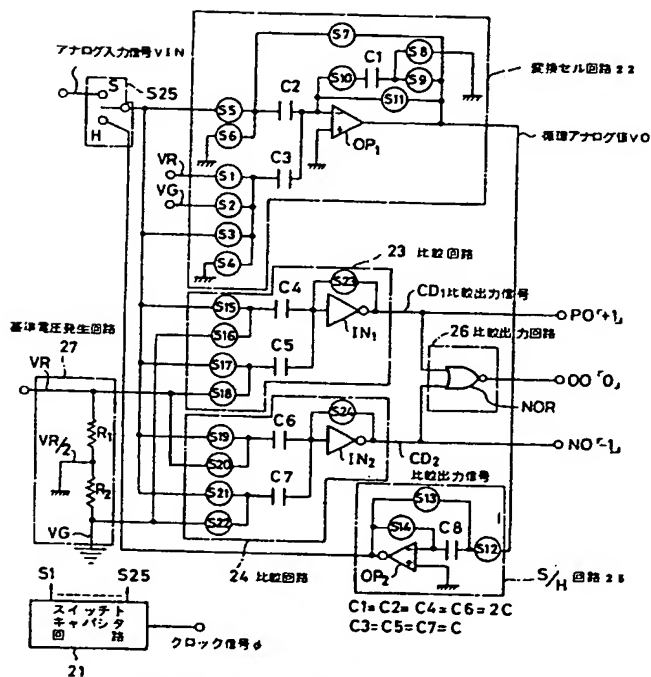 アナログ入力信号VIN
S
S25
H
S7
S8
C1
S10
S9
C2
S11
S5
S6
OP1
C3
VR
S1
VG
S2
S3
S4
変換セル回路22
循環アナログ値VO
23 比較回路
S23
S15
C4
S16
IN1
CD1比較出力信号
PO「+1」
S17
C5
S18
26比較出力回路
OO「0」
NOR
基準電圧発生回路
27
VR
R1
VR/2
R2
VG
S24
S19
C6
S20
IN2
CD2
比較出力信号
NO「-1」
S21
C7
S22
24 比較回路
S13
S14
C8
S12
OP2
S/H回路25
C1=C2=C4=C6=2C
C3=C5=C7=C
S1
S25
スイッチト
キャパシタ
回路
クロック信号φ
21